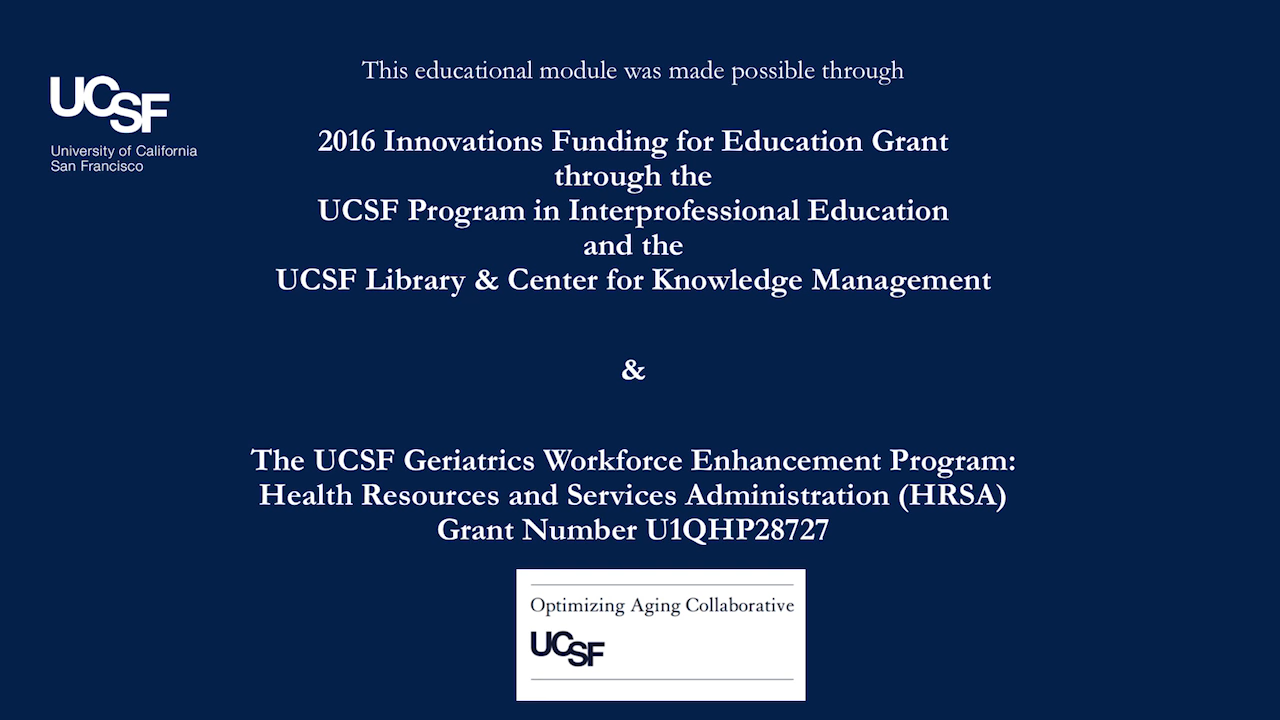 UCSF
University of California
San Francisco
This educational module was made possible through
2016 Innovations Funding for Education Grant
through the
UCSF Program in Interprofessional Education
and the
UCSF Library & Center for Knowledge Management
&
The UCSF Geriatrics Workforce Enhancement Program:
Health Resources and Services Administration (HRSA)
Grant Number U1QHP28727
Optimizing Aging Collaborative
UCSF